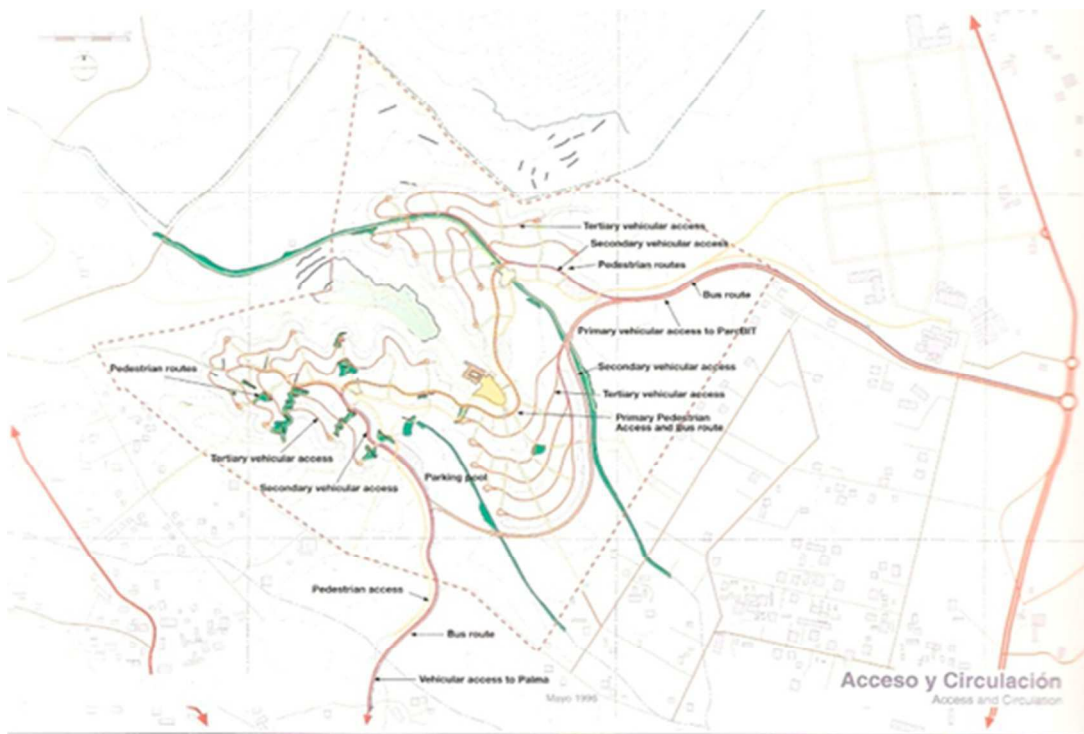 Tertiary vehicular access
Secondary vehicular access
Pedestrian routes
Bus route
Primary vehicular access to ParcBIT
Secondary vehicular access
Pedestrian routes
Tertiary vehicular access
Primary Pedestrian
Access and Bus route
Tertiary vehicular access
Parking pool
Secondary vehicular access
Pedestrian access
Bus route
Vehicular access to Palma
Acceso y Circulación
Mayo 1995
Access and Circulation